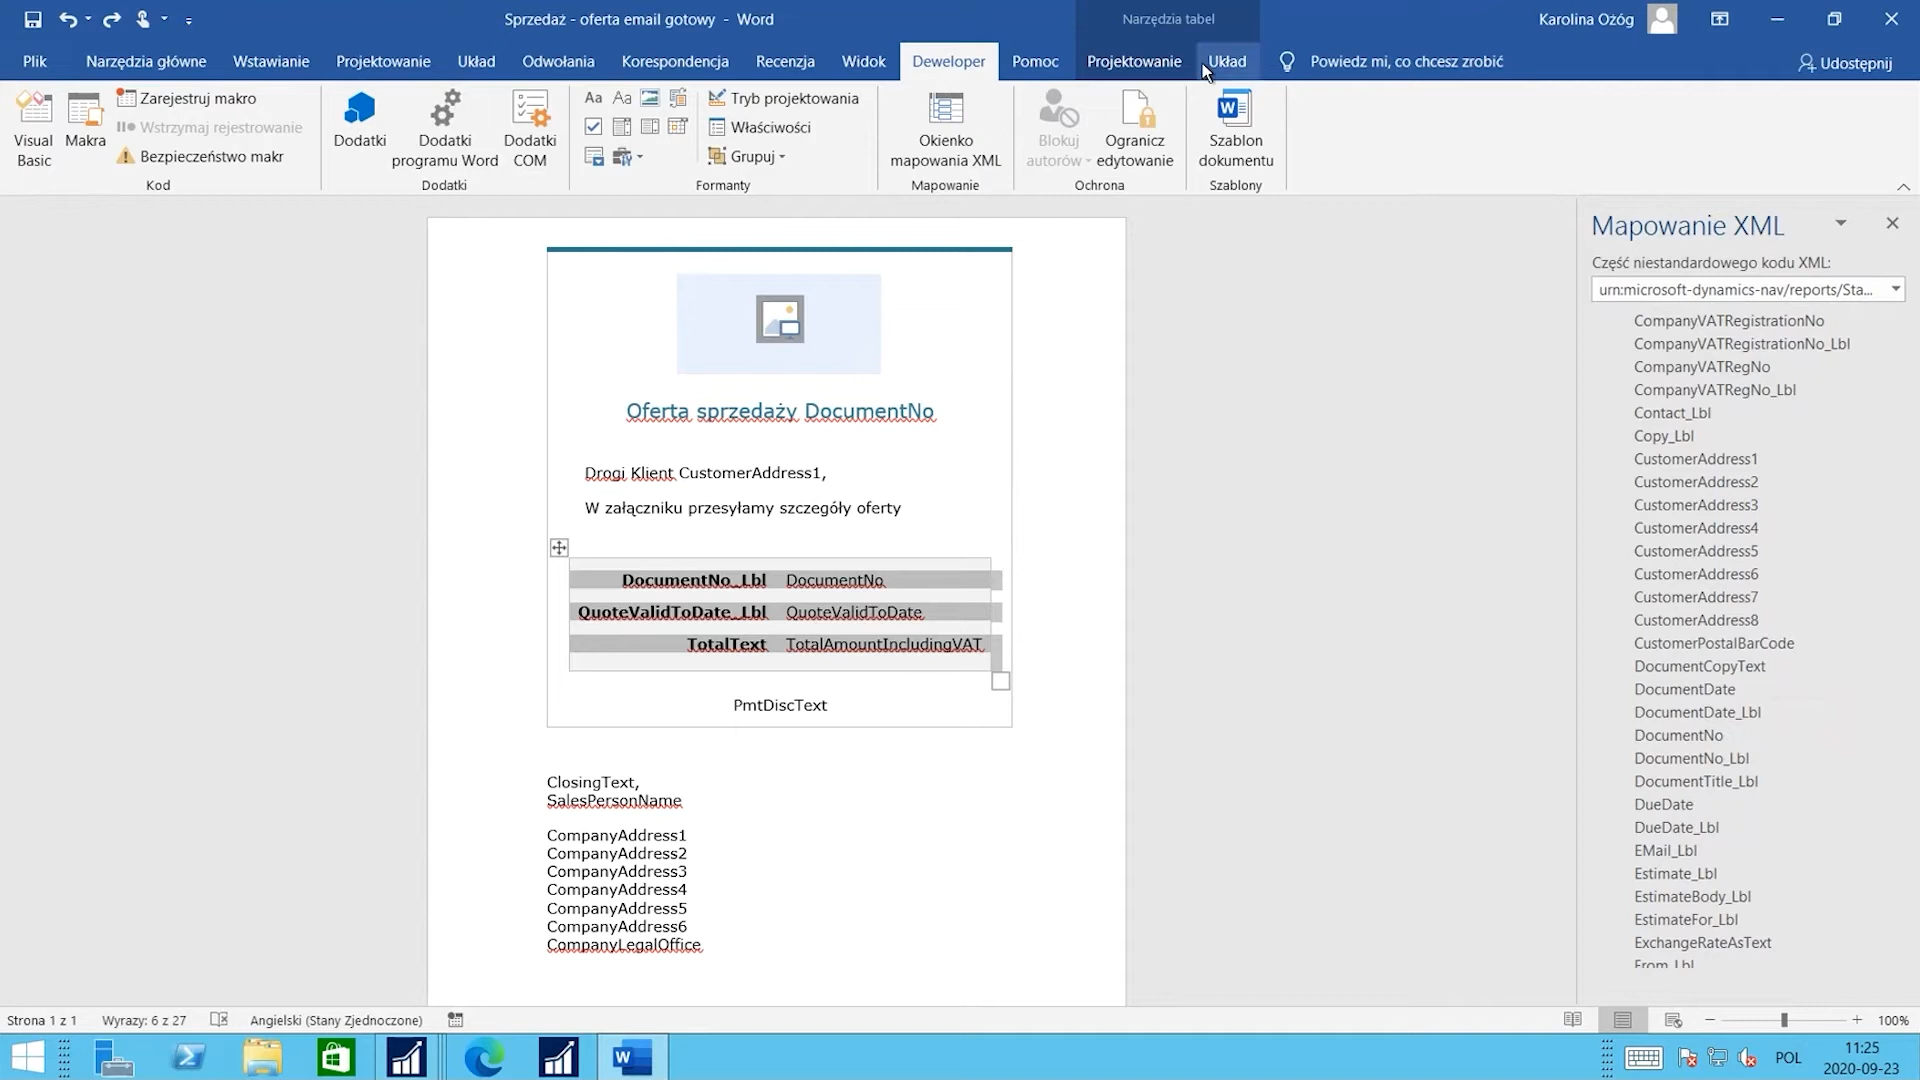 Sprzedaż - oferta email gotowy - Word
Narzędzia tabel
Karolina Ożóg
Plik
Narzędzia główne
Wstawianie
Projektowanie
Układ
Odwołania
Korespondencja
Recenzja
Widok
Deweloper
Pomoc
Projektowanie
Układ
Powiedz mi, co chcesz zrobić
Udostępnij
Visual
Basic
Makra
Zarejestruj makro
Wstrzymaj rejestrowanie
Bezpieczeństwo makr
Kod
Dodatki
Dodatki
programu Word
Dodatki
COM
Dodatki
Aa
Aa
Tryb projektowania
Właściwości
Grupuj
Formanty
Okienko
mapowania XML
Mapowanie
Blokuj
autorów
Ogranicz
edytowanie
Ochrona
Szablon
dokumentu
Szablony
Oferta sprzedaży DocumentNo
Drogi Klient CustomerAddress1,
W załączniku przesyłamy szczegóły oferty
DocumentNo_Lbl DocumentNo
QuoteValidToDate_Lbl QuoteValidToDate
TotalText TotalAmountIncludingVAT
PmtDiscText
ClosingText,
SalesPersonName
CompanyAddress1
CompanyAddress2
CompanyAddress3
CompanyAddress4
CompanyAddress5
CompanyAddress6
CompanyLegalOffice
Mapowanie XML
Część niestandardowego kodu XML:
urn:microsoft-dynamics-nav/reports/Sta...
CompanyVATRegistrationNo
CompanyVATRegistrationNo_Lbl
CompanyVATRegNo
CompanyVATRegNo_Lbl
Contact_Lbl
Copy_Lbl
CustomerAddress1
CustomerAddress2
CustomerAddress3
CustomerAddress4
CustomerAddress5
CustomerAddress6
CustomerAddress7
CustomerAddress8
CustomerPostalBarCode
DocumentCopyText
DocumentDate
DocumentDate_Lbl
DocumentNo
DocumentNo_Lbl
DocumentTitle_Lbl
DueDate
DueDate_Lbl
EMail_Lbl
Estimate_Lbl
EstimateBody_Lbl
EstimateFor_Lbl
ExchangeRateAsText
From_Lbl
Strona 1 z 1
Wyrazy: 6 z 27
Angielski (Stany Zjednoczone)
100%
POL
11:25
2020-09-23